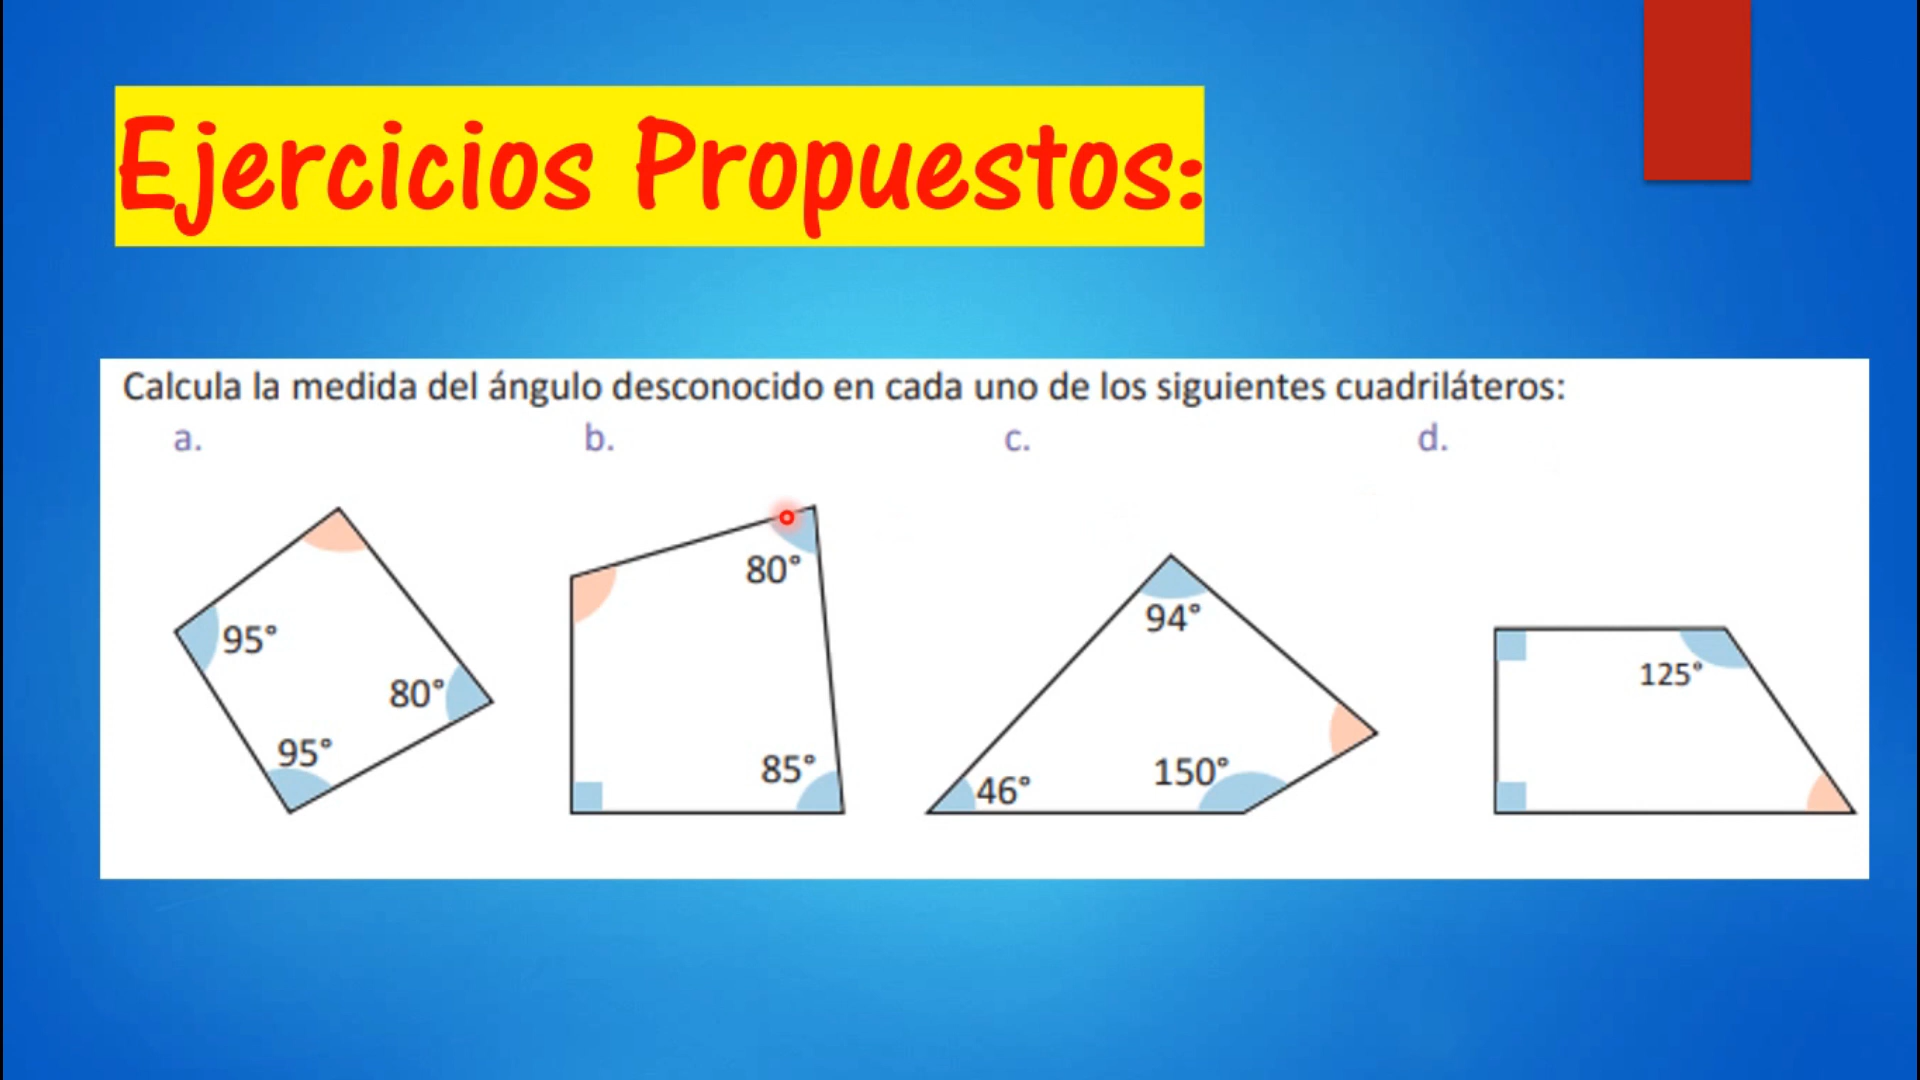 Ejercicios Propuestos:
Calcula la medida del ángulo desconocido en cada uno de los siguientes cuadriláteros:
a. b. c. d.
95° 80° 95°
80° 85°
94° 46° 150°
125°